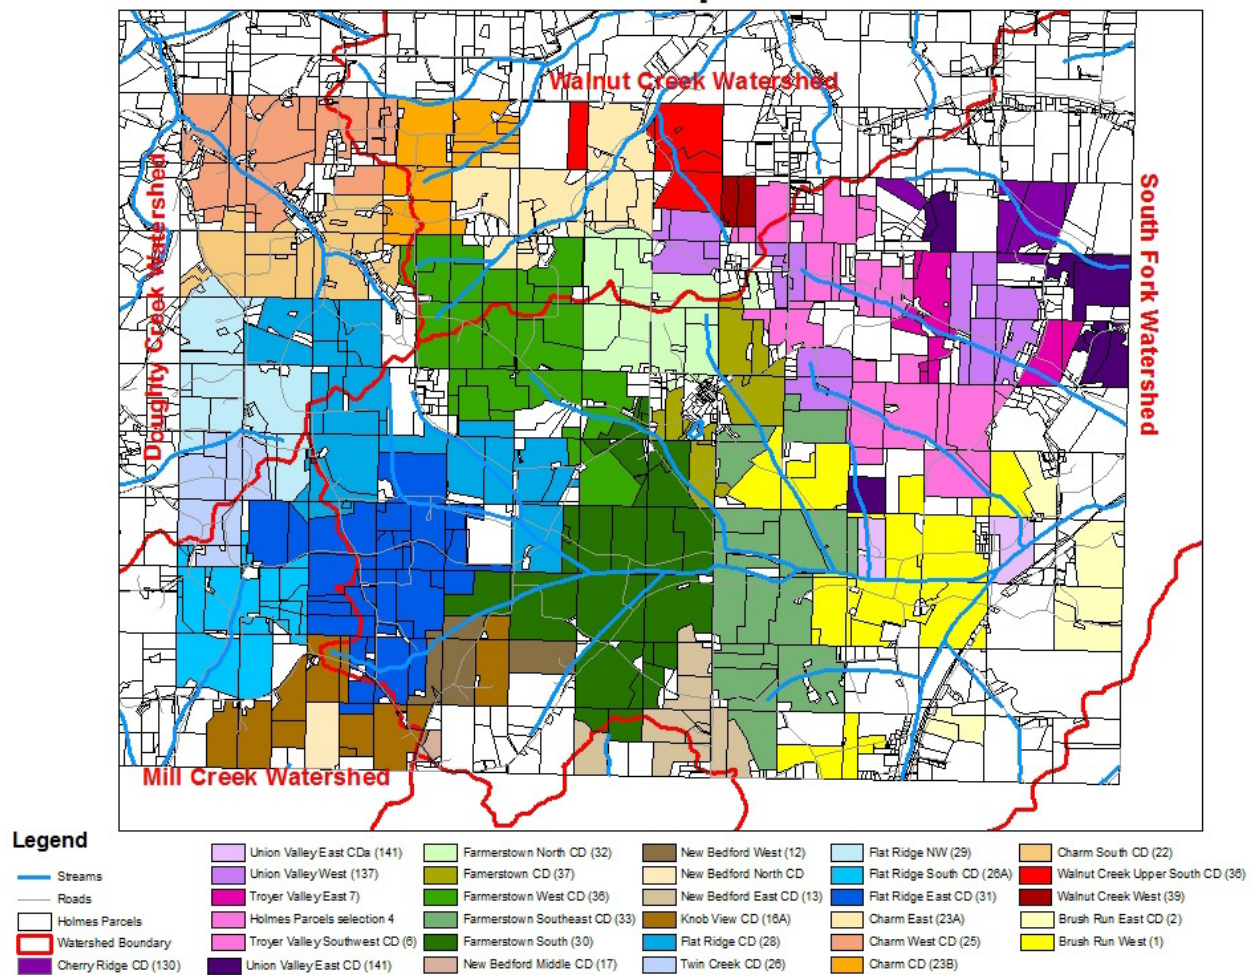 Walnut Creek Watershed
Doughty Creek Watershed
South Fork Watershed
Mill Creek Watershed
Legend
Streams
Roads
Holmes Parcels
Watershed Boundary
Cherry Ridge CD (130)
Union Valley East CDa (141)
Union Valley West (137)
Troyer Valley East 7)
Holmes Parcels selection 4
Troyer Valley Southwest CD (6)
Union Valley East CD (141)
Farmerstown North CD (32)
Famerstown CD (37)
Farmerstown West CD (36)
Farmerstown Southeast CD (33)
Farmerstown South (30)
New Bedford Middle CD (17)
New Bedford West (12)
New Bedford North CD
New Bedford East CD (13)
Knob View CD (16A)
Flat Ridge CD (28)
Twin Creek CD (26)
Flat Ridge NW (29)
Flat Ridge South CD (26A)
Flat Ridge East CD (31)
Charm East (23A)
Charm West CD (25)
Charm CD (23B)
Charm South CD (22)
Walnut Creek Upper South CD (36)
Walnut Creek West (39)
Brush Run East CD (2)
Brush Run West (1)